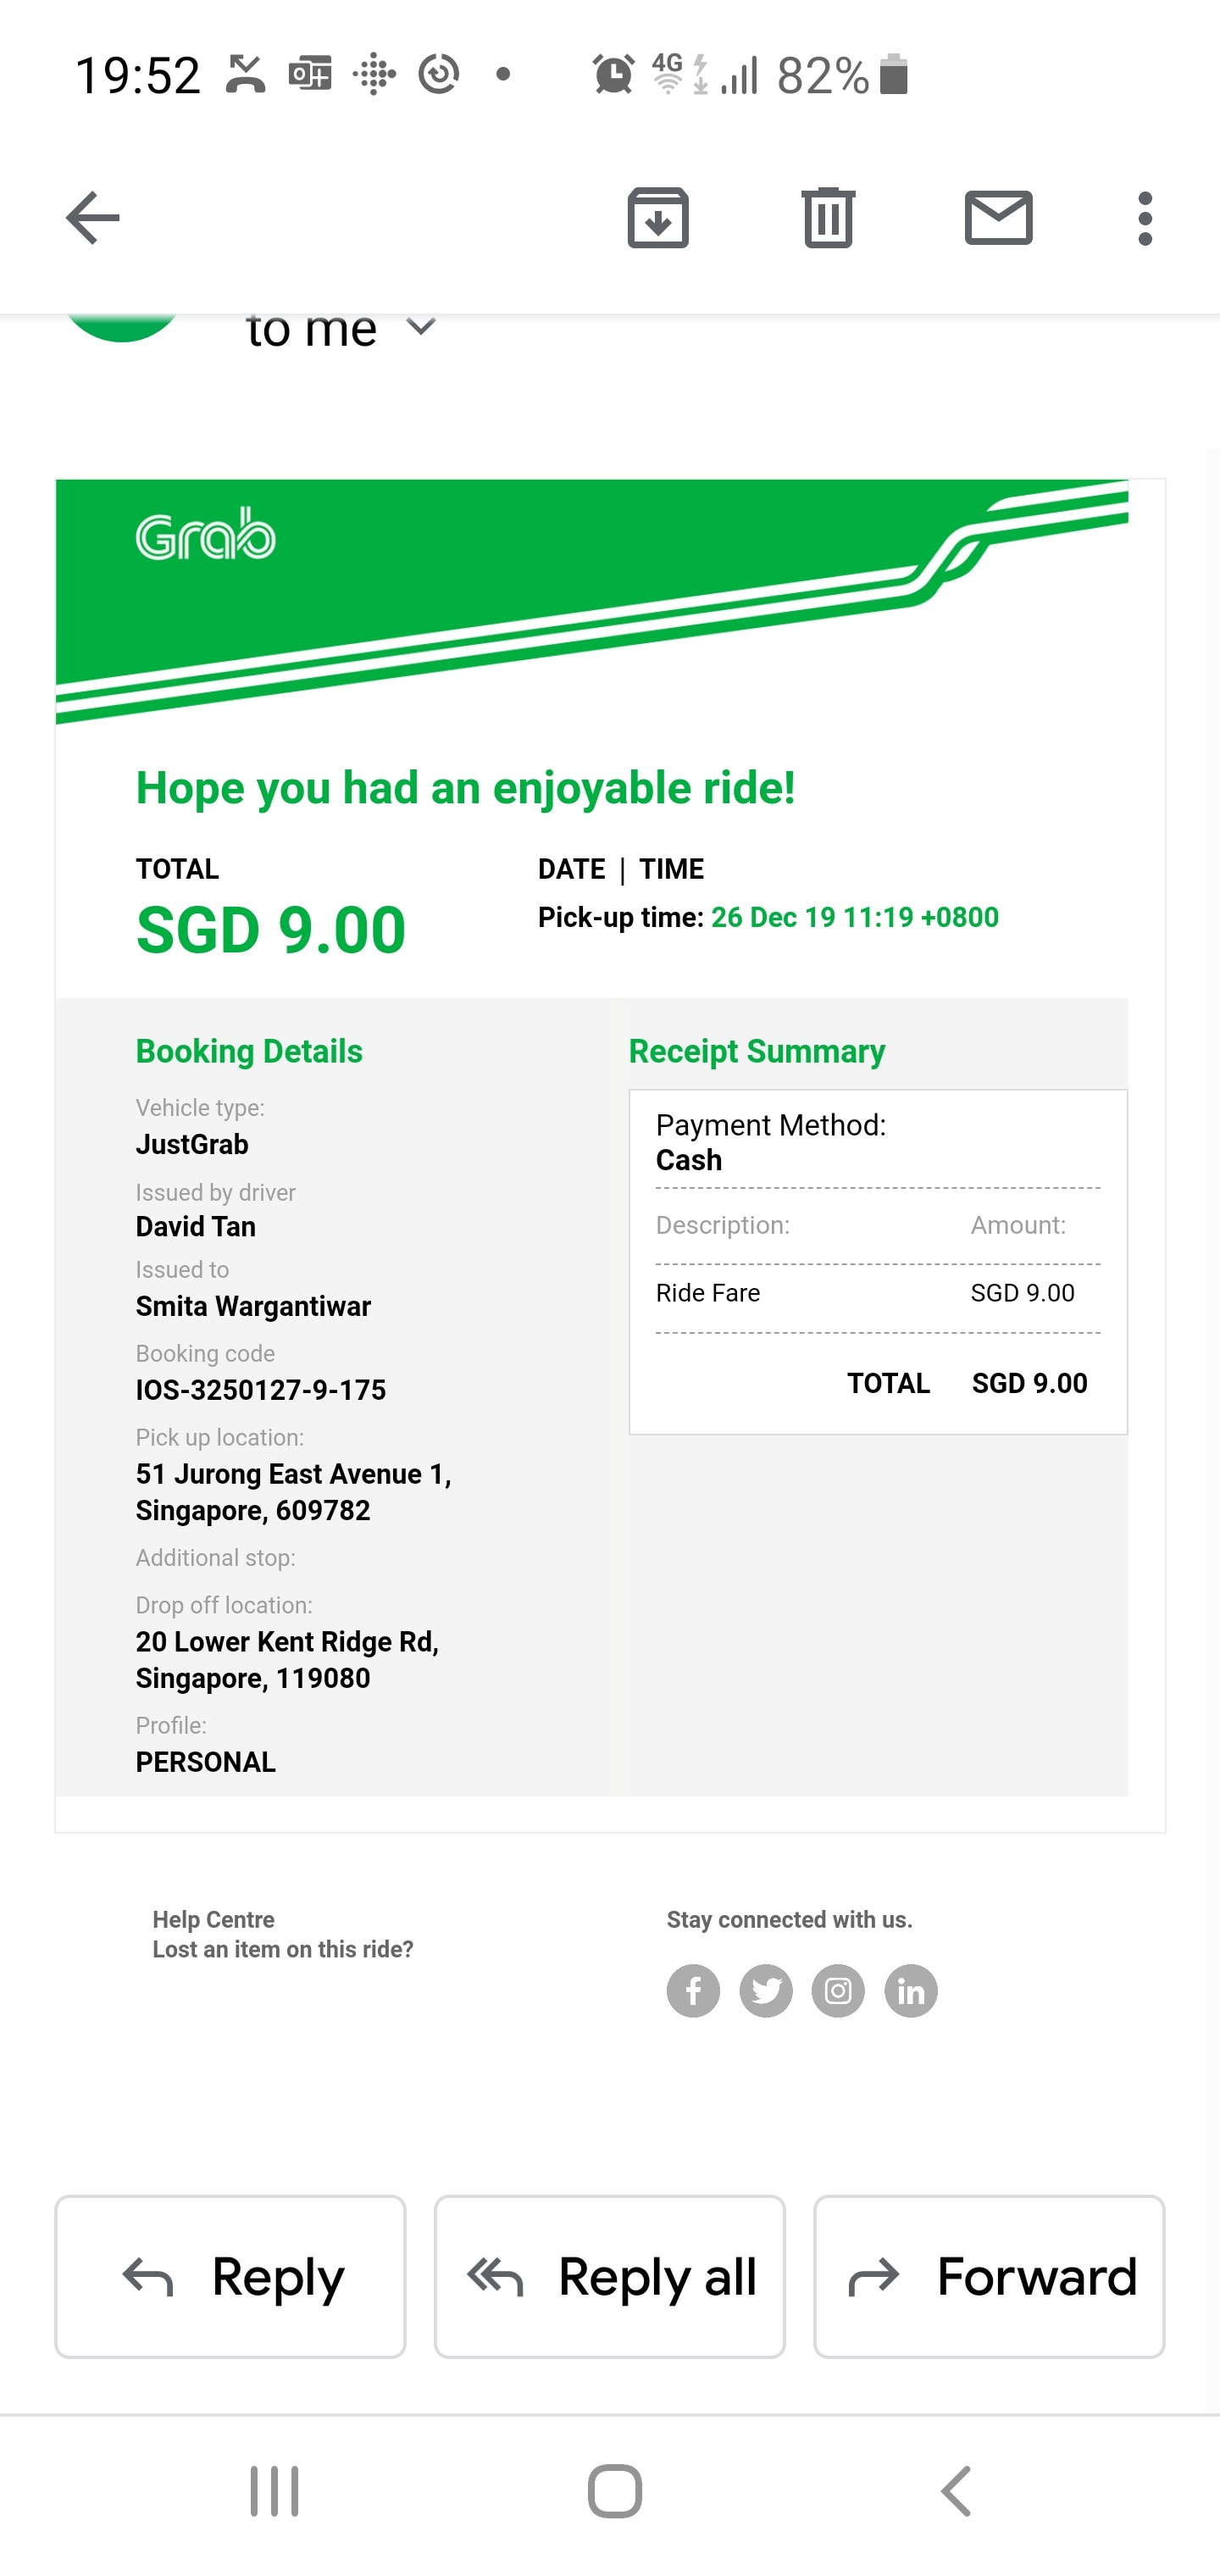 19:52
4G
82%
to me
Grab
Hope you had an enjoyable ride!
TOTAL
SGD 9.00
DATE | TIME
Pick-up time: 26 Dec 19 11:19 +0800
Booking Details
Vehicle type:
JustGrab
Issued by driver
David Tan
Issued to
Smita Wargantiwar
Booking code
IOS-3250127-9-175
Pick up location:
51 Jurong East Avenue 1,
Singapore, 609782
Additional stop:
Drop off location:
20 Lower Kent Ridge Rd,
Singapore, 119080
Profile:
PERSONAL
Receipt Summary
Payment Method:
Cash
Description: Amount:
Ride Fare SGD 9.00
TOTAL SGD 9.00
Help Centre
Lost an item on this ride?
Stay connected with us.
Reply
Reply all
Forward